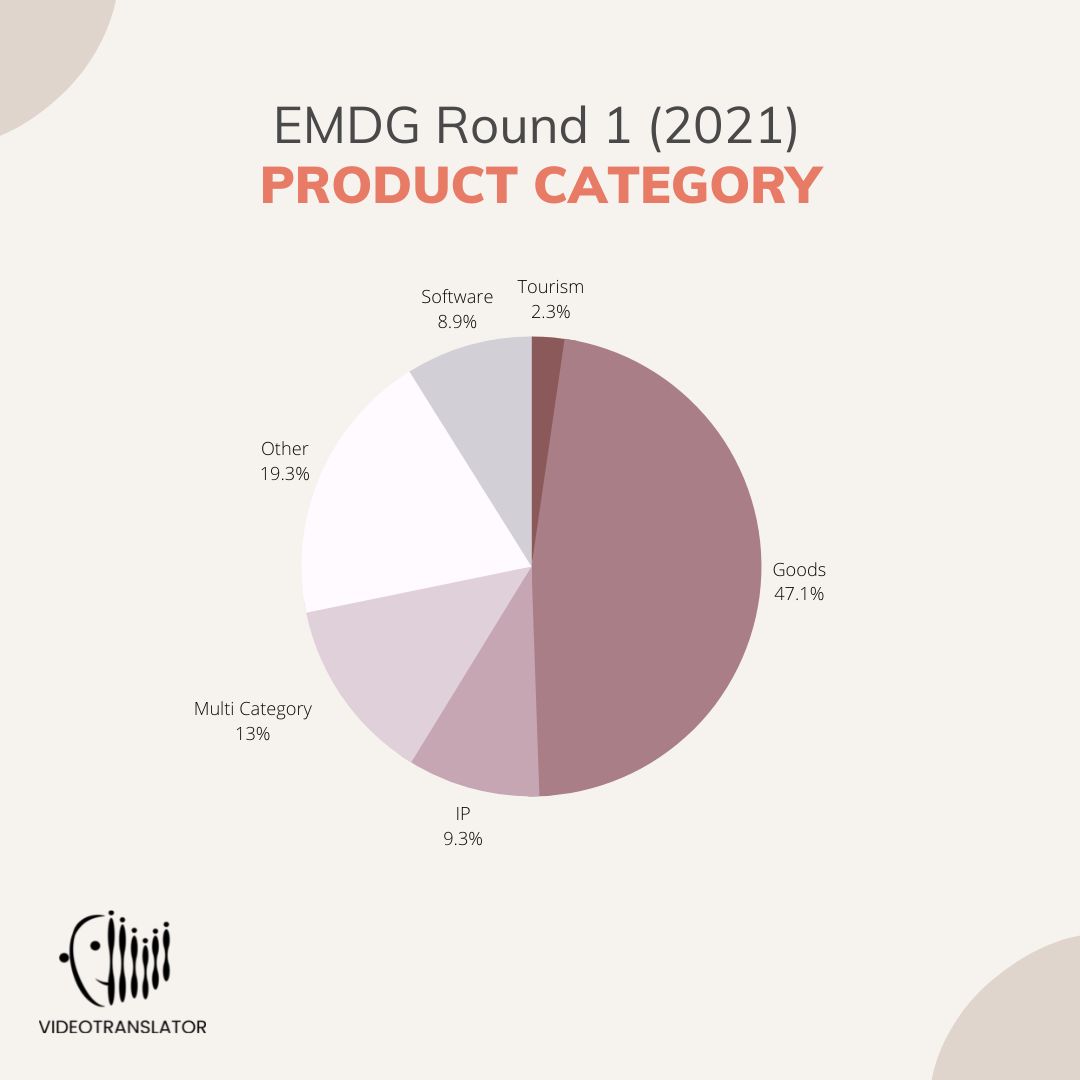 EMDG Round 1 (2021)
PRODUCT CATEGORY
Software
8.9%
Tourism
2.3%
Other
19.3%
Goods
47.1%
Multi Category
13%
IP
9.3%
VIDEOTRANSLATOR